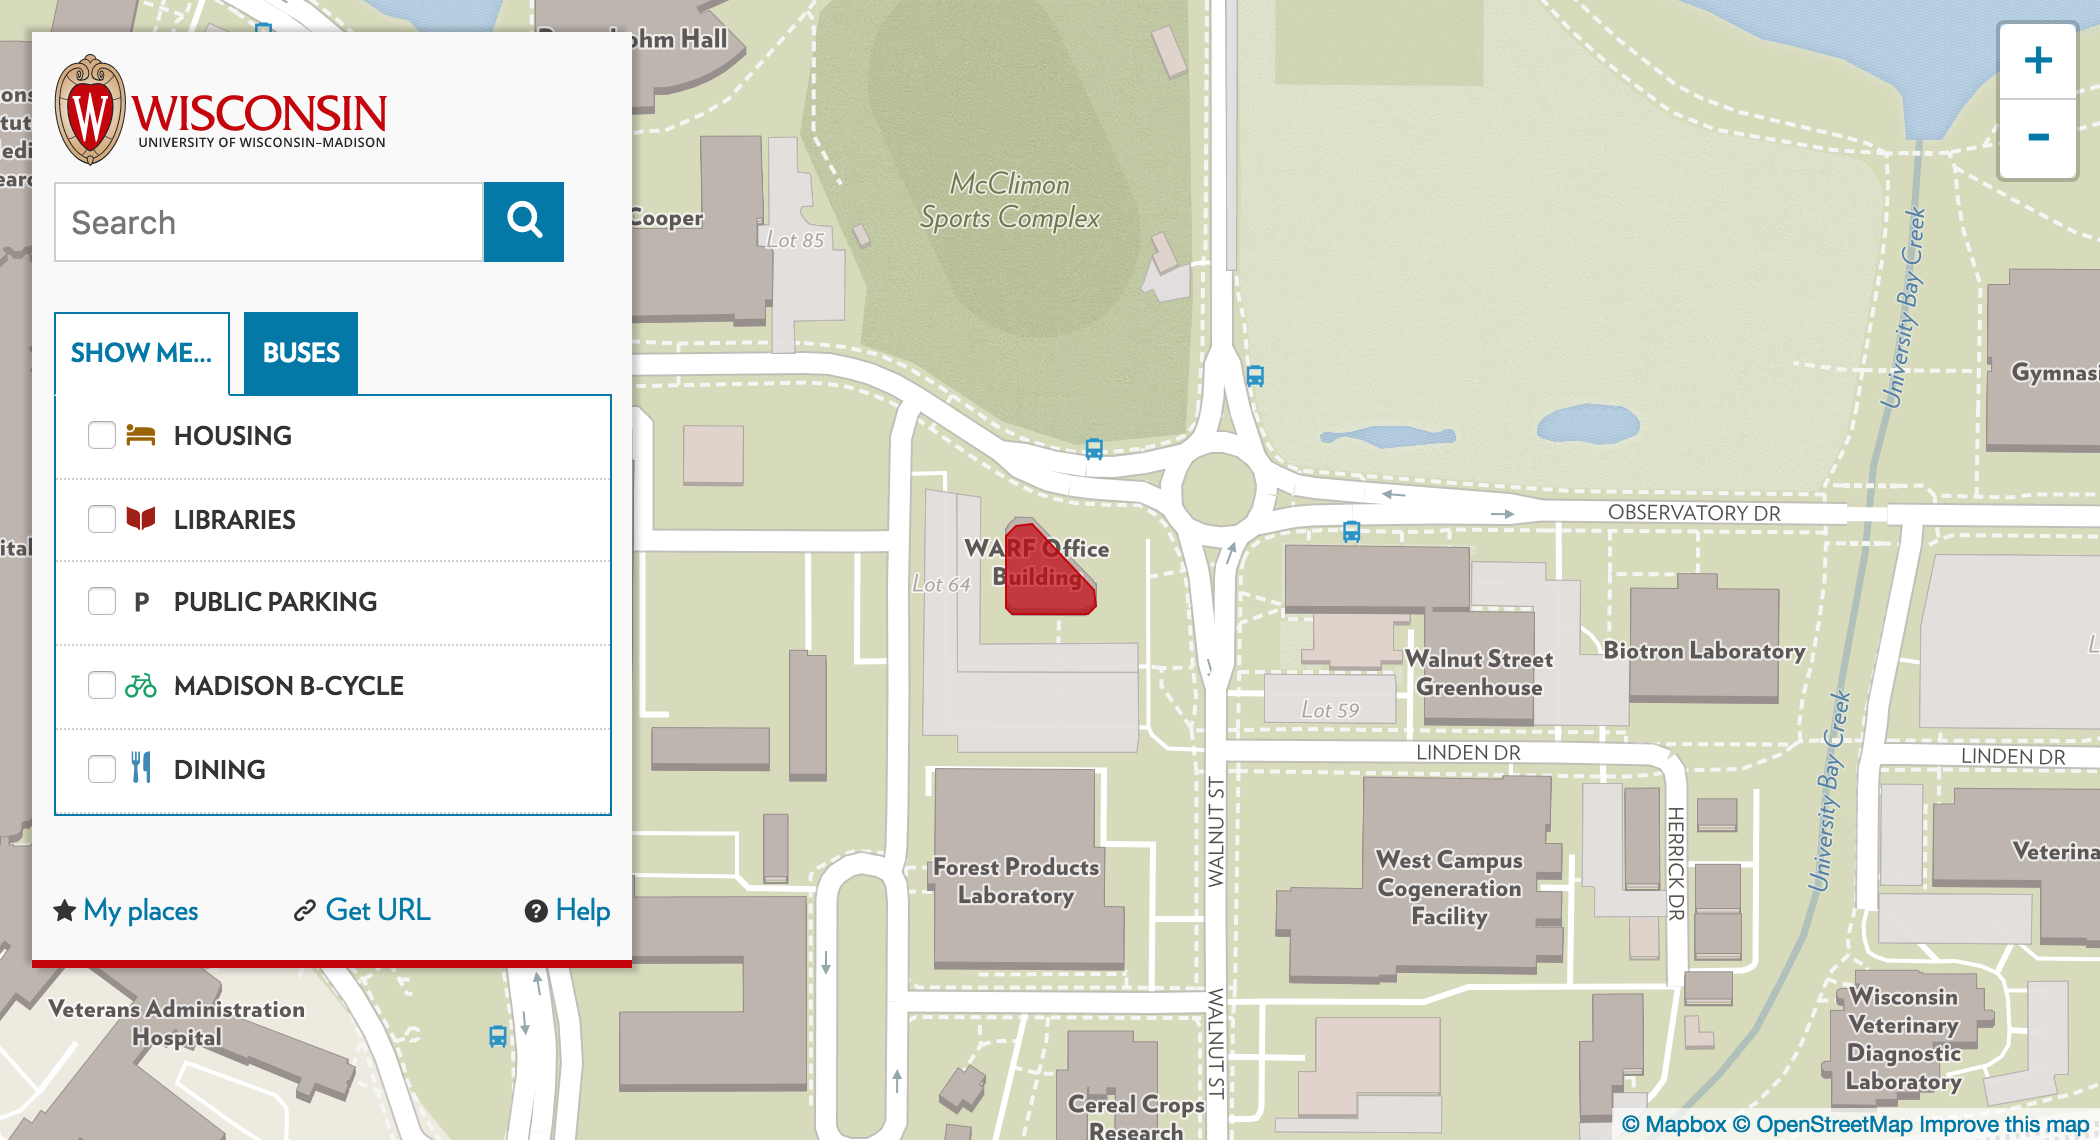 W
WISCONSIN
UNIVERSITY OF WISCONSIN–MADISON
Search
SHOW ME...
BUSES
HOUSING
LIBRARIES
P PUBLIC PARKING
MADISON B-CYCLE
DINING
My places
Get URL
? Help
ohm Hall
Cooper
Lot 85
McClimon
Sports Complex
+
-
University Bay Creek
Gymnasi
OBSERVATORY DR
WARF Office
Building
Lot 64
Walnut Street
Greenhouse
Biotron Laboratory
Lot 59
LINDEN DR
LINDEN DR
University Bay Creek
WALNUT ST
HERRICK DR
Forest Products
Laboratory
West Campus
Cogeneration
Facility
Veterina
Veterans Administration
Hospital
WALNUT ST
Wisconsin
Veterinary
Diagnostic
Laboratory
Cereal Crops
Research
© Mapbox © OpenStreetMap Improve this map